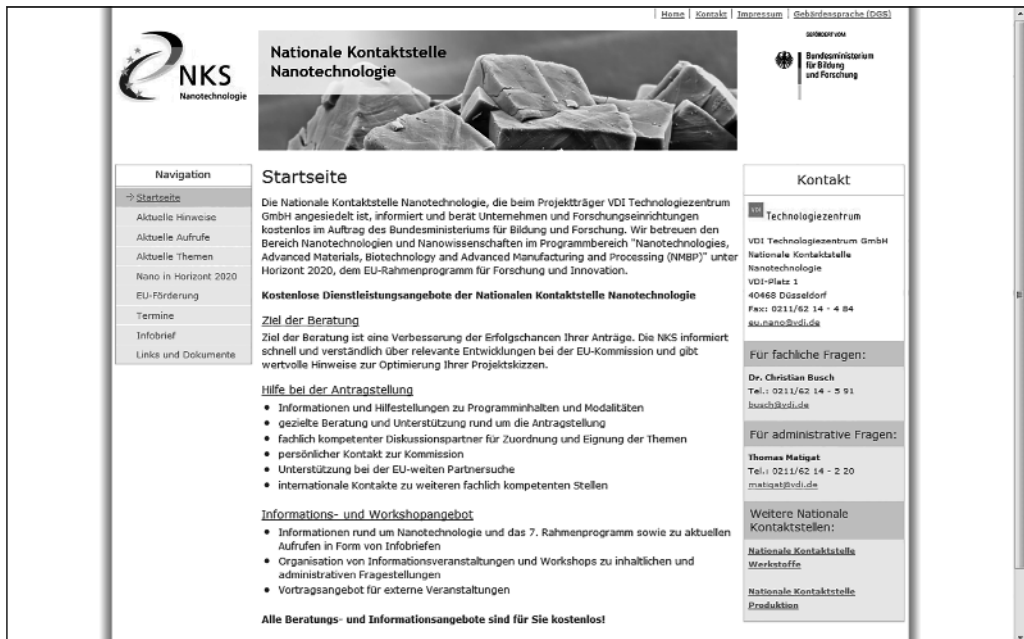 Home Kontakt Impressum Gebärdensprache (DGS)
NKS
Nanotechnologie
Nationale Kontaktstelle
Nanotechnologie
GEFÖRDERT VOM
Bundesministerium
für Bildung
und Forschung
Navigation
Startseite
Aktuelle Hinweise
Aktuelle Aufrufe
Aktuelle Themen
Nano in Horizont 2020
EU-Förderung
Termine
Infobrief
Links und Dokumente
Startseite
Die Nationale Kontaktstelle Nanotechnologie, die beim Projektträger VDI Technologiezentrum
GmbH angesiedelt ist, informiert und berät Unternehmen und Forschungseinrichtungen
kostenlos im Auftrag des Bundesministeriums für Bildung und Forschung. Wir betreuen den
Bereich Nanotechnologien und Nanowissenschaften im Programmbereich "Nanotechnologies,
Advanced Materials, Biotechnology and Advanced Manufacturing and Processing (NMBP)" unter
Horizont 2020, dem EU-Rahmenprogramm für Forschung und Innovation.
Kostenlose Dienstleistungsangebote der Nationalen Kontaktstelle Nanotechnologie
Ziel der Beratung
Ziel der Beratung ist eine Verbesserung der Erfolgschancen Ihrer Anträge. Die NKS informiert
schnell und verständlich über relevante Entwicklungen bei der EU-Kommission und gibt
wertvolle Hinweise zur Optimierung Ihrer Projektskizzen.
Hilfe bei der Antragstellung
• Informationen und Hilfestellungen zu Programminhalten und Modalitäten
• gezielte Beratung und Unterstützung rund um die Antragstellung
• fachlich kompetenter Diskussionspartner für Zuordnung und Eignung der Themen
• persönlicher Kontakt zur Kommission
• Unterstützung bei der EU-weiten Partnersuche
• internationale Kontakte zu weiteren fachlich kompetenten Stellen
Informations- und Workshopangebot
• Informationen rund um Nanotechnologie und das 7. Rahmenprogramm sowie zu aktuellen
Aufrufen in Form von Infobriefen
• Organisation von Informationsveranstaltungen und Workshops zu inhaltlichen und
administrativen Fragestellungen
• Vortragsangebot für externe Veranstaltungen
Alle Beratungs- und Informationsangebote sind für Sie kostenlos!
Kontakt
VDI Technologiezentrum
VDI Technologiezentrum GmbH
Nationale Kontaktstelle
Nanotechnologie
VDI-Platz 1
40468 Düsseldorf
Fax: 0211/62 14 - 4 84
eu.nano@vdi.de
Für fachliche Fragen:
Dr. Christian Busch
Tel.: 0211/62 14 - 5 91
busch@vdi.de
Für administrative Fragen:
Thomas Matigat
Tel.: 0211/62 14 - 2 20
matigat@vdi.de
Weitere Nationale
Kontaktstellen:
Nationale Kontaktstelle
Werkstoffe
Nationale Kontaktstelle
Produktion